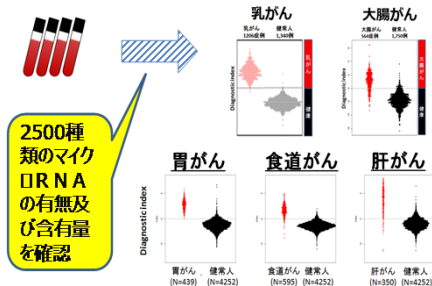 乳がん
大腸がん
乳がん 健常人
1206症例 1,340例
大腸がん 健常人
564症例 1,750例
Diagnostic index
乳がん
健康
Diagnostic index
大腸がん
健康
2500種
類のマイク
ロＲＮＡ
の有無及
び含有量
を確認
胃がん
食道がん
肝がん
Diagnostic index
胃がん 健常人
(N=439) (N=4252)
食道がん 健常人
(N=595) (N=4252)
肝がん 健常人
(N=350) (N=4252)